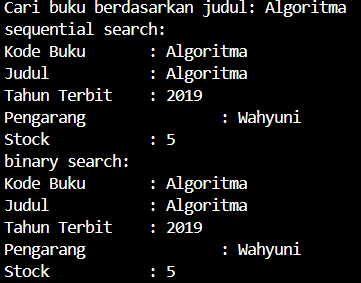 Cari buku berdasarkan judul: Algoritma
sequential search:
Kode Buku      : Algoritma
Judul          : Algoritma
Tahun Terbit   : 2019
Pengarang              : Wahyuni
Stock          : 5
binary search:
Kode Buku      : Algoritma
Judul          : Algoritma
Tahun Terbit   : 2019
Pengarang              : Wahyuni
Stock          : 5